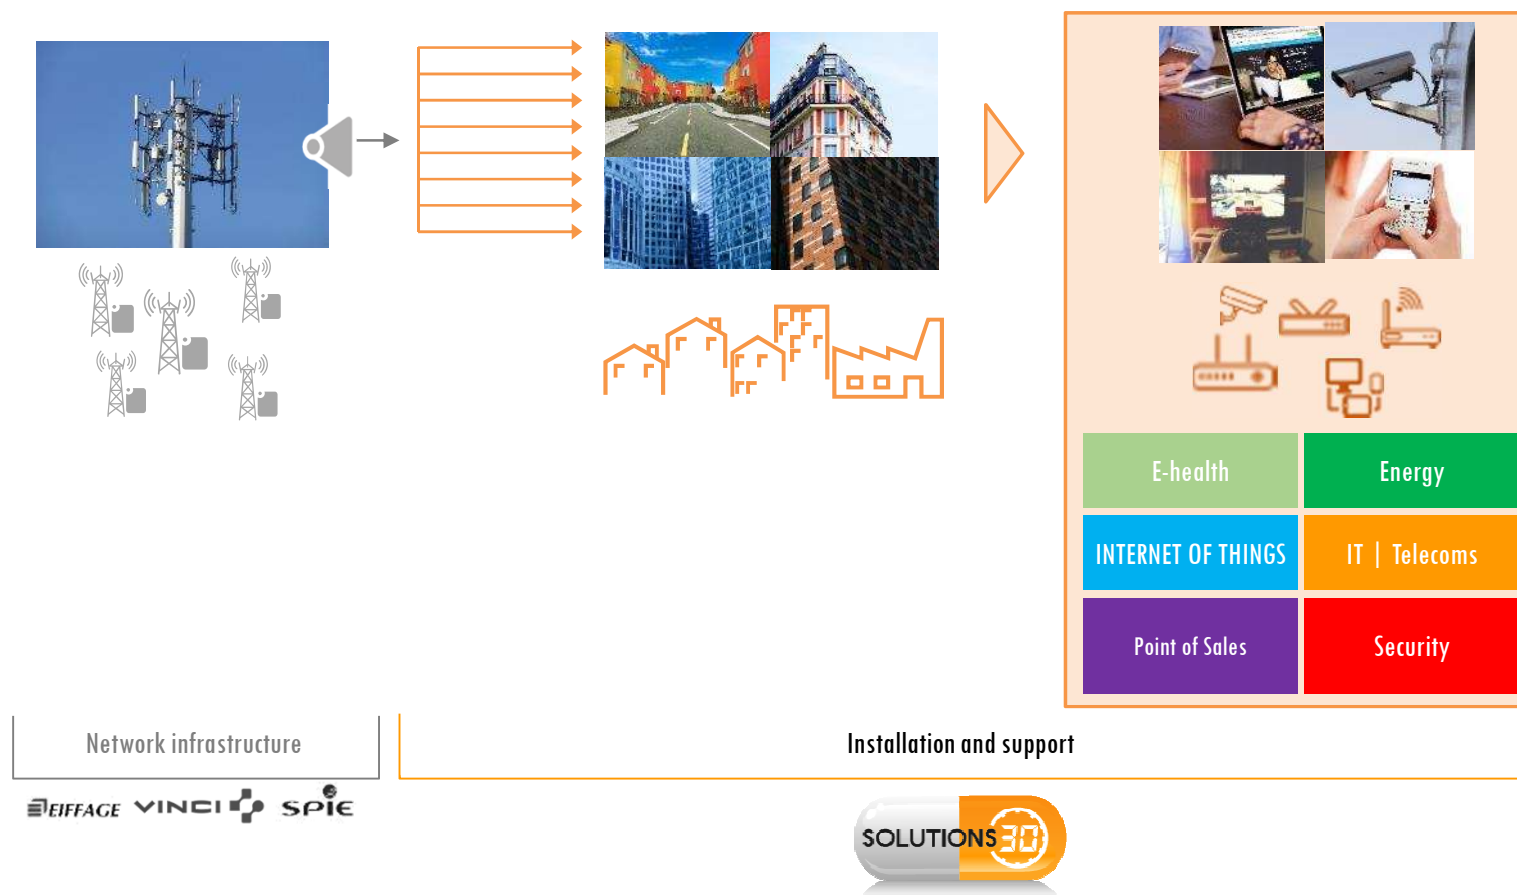 E-health
Energy
INTERNET OF THINGS
IT | Telecoms
Point of Sales
Security
Network infrastructure
Installation and support
EIFFAGE
VINCI
SPIE
SOLUTIONS 30